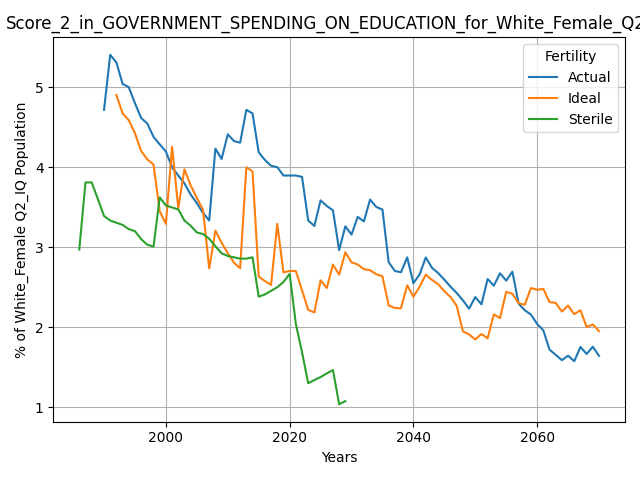 Score_2_in_GOVERNMENT_SPENDING_ON_EDUCATION_for_White_Female_Q2
Fertility
Actual
Ideal
Sterile
% of White_Female Q2_IQ Population
5
4
3
2
1
2000 2020 2040 2060
Years